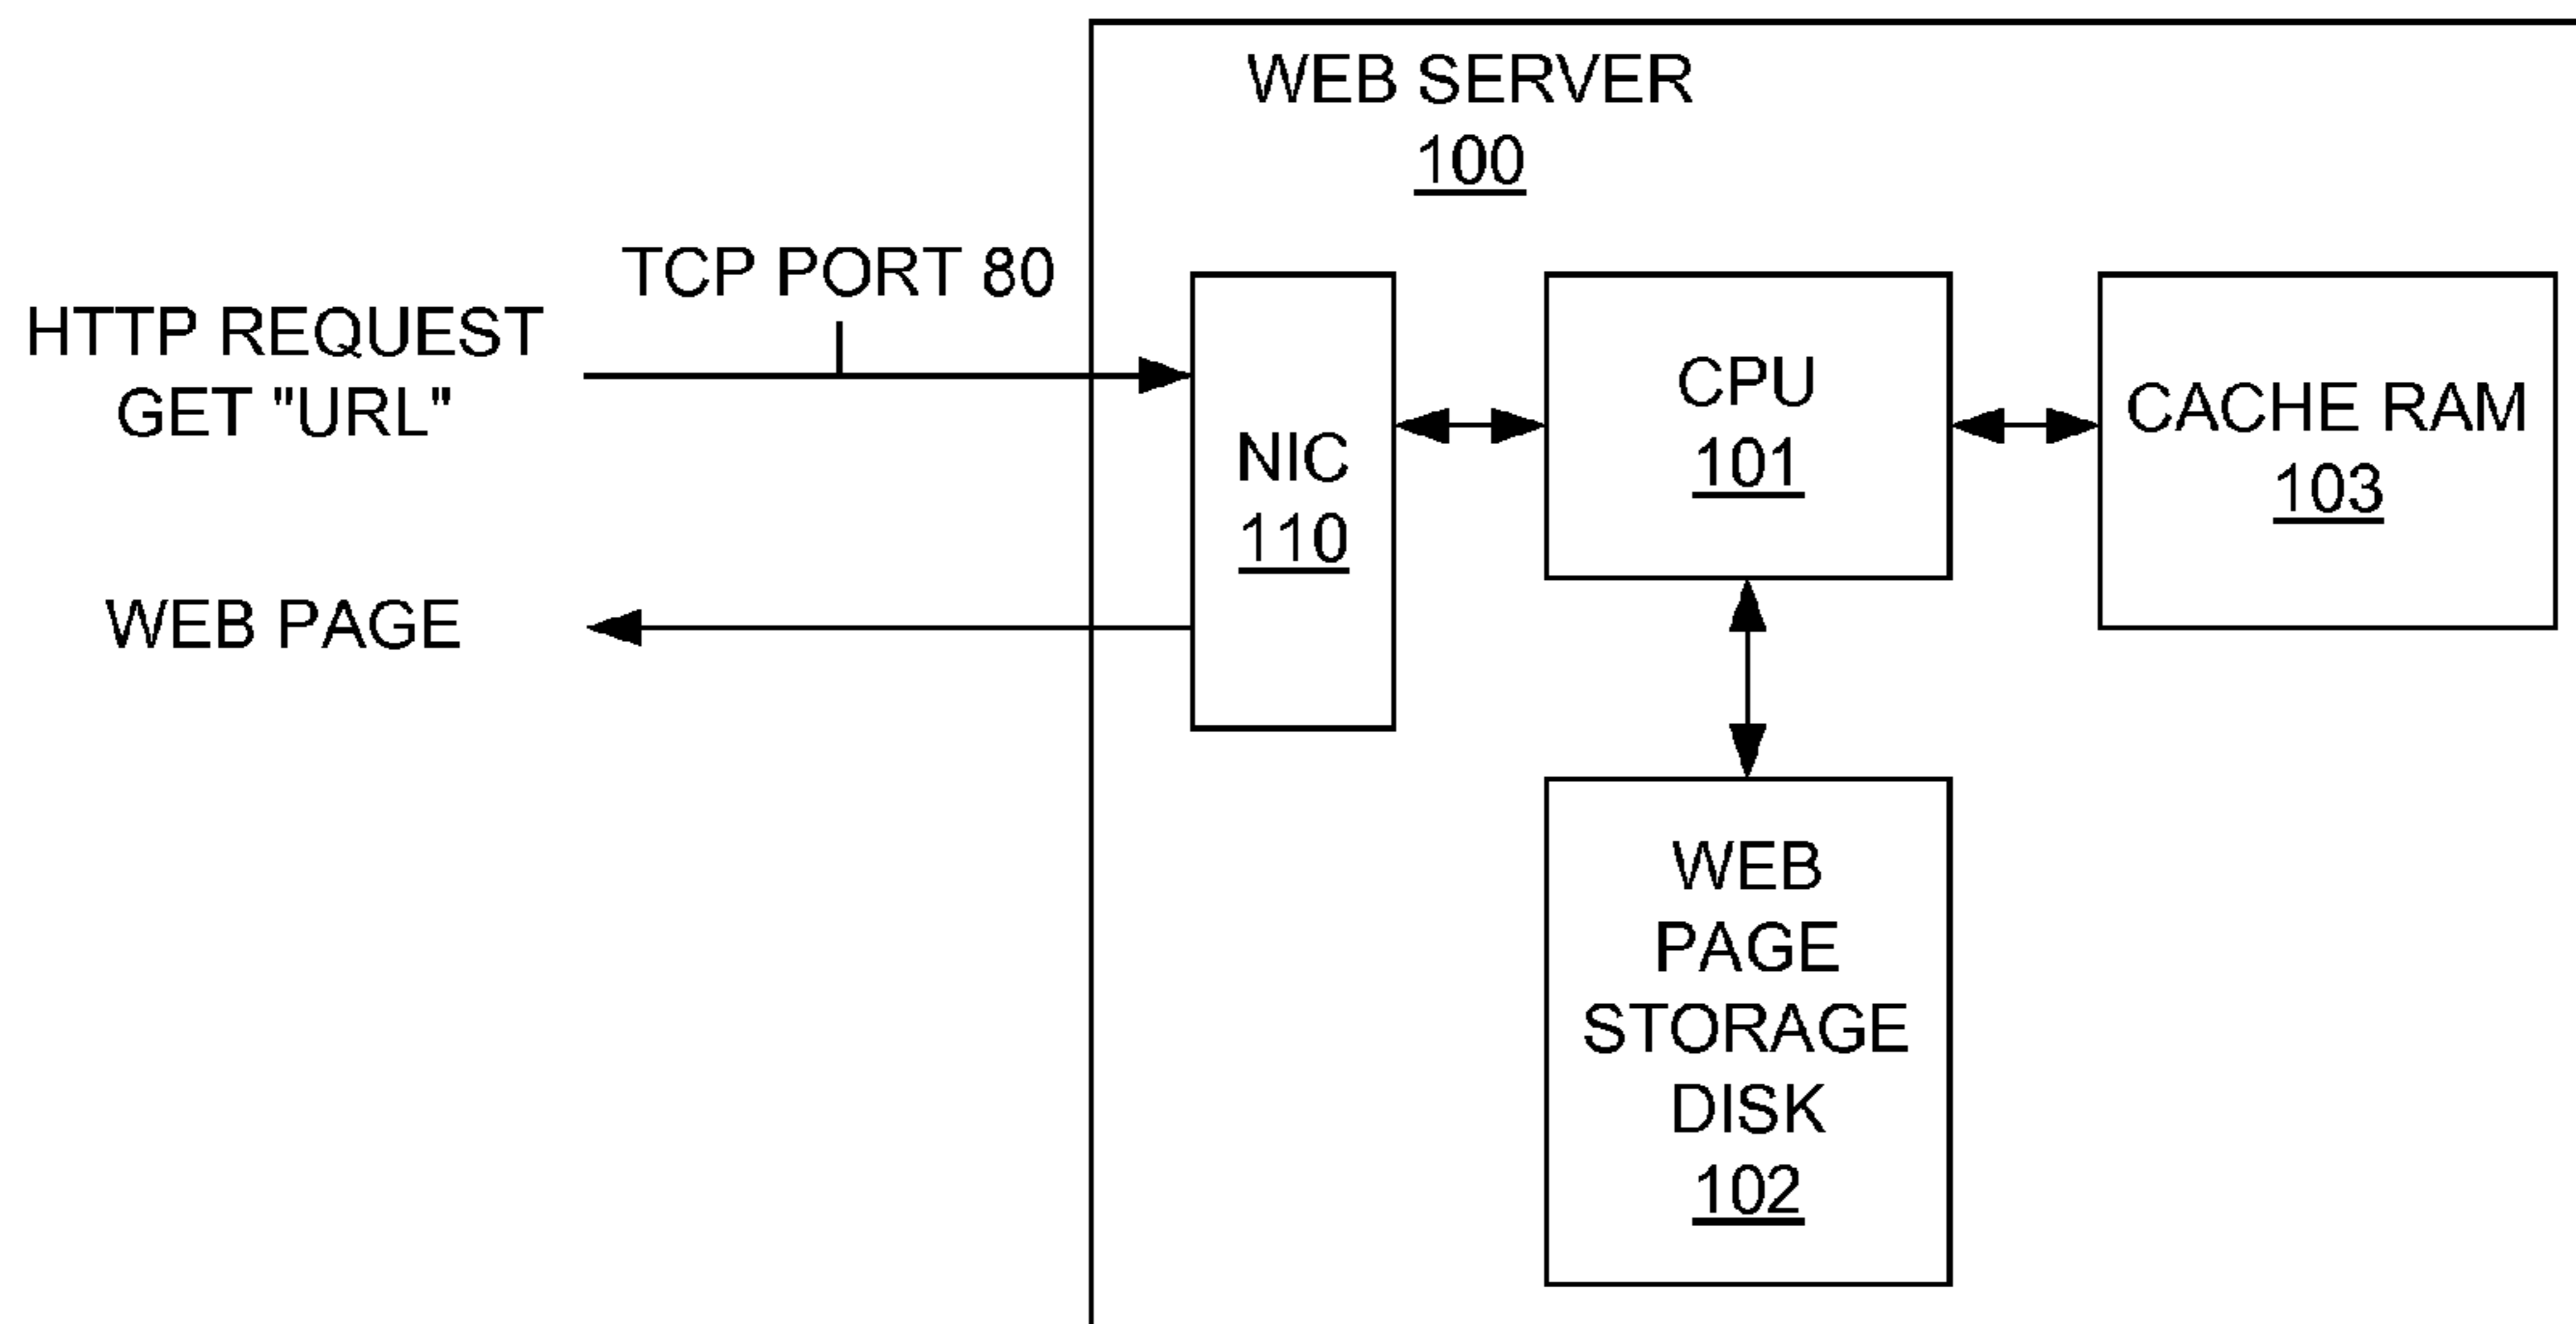 WEB SERVER
100
TCP PORT 80
HTTP REQUEST
GET "URL"
WEB PAGE
NIC
110
CPU
101
CACHE RAM
103
WEB
PAGE
STORAGE
DISK
102